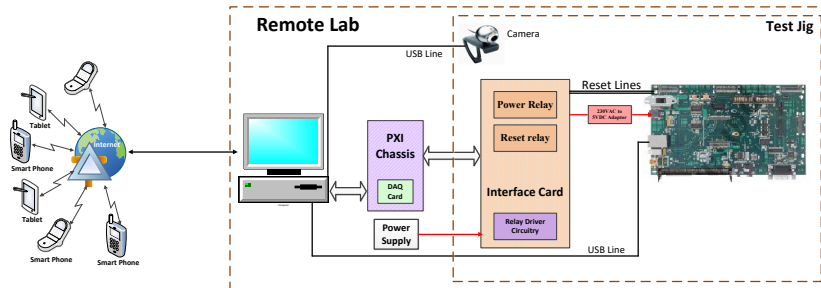 Remote Lab
Test Jig
Camera
USB Line
Reset Lines
Tablet
Internet
Smart Phone
Tablet
Smart Phone
Smart Phone
PXI
Chassis
DAQ
Card
Power
Supply
Power Relay
Reset relay
Interface Card
Relay Driver
Circuitry
230VAC to
5VDC Adaptor
USB Line